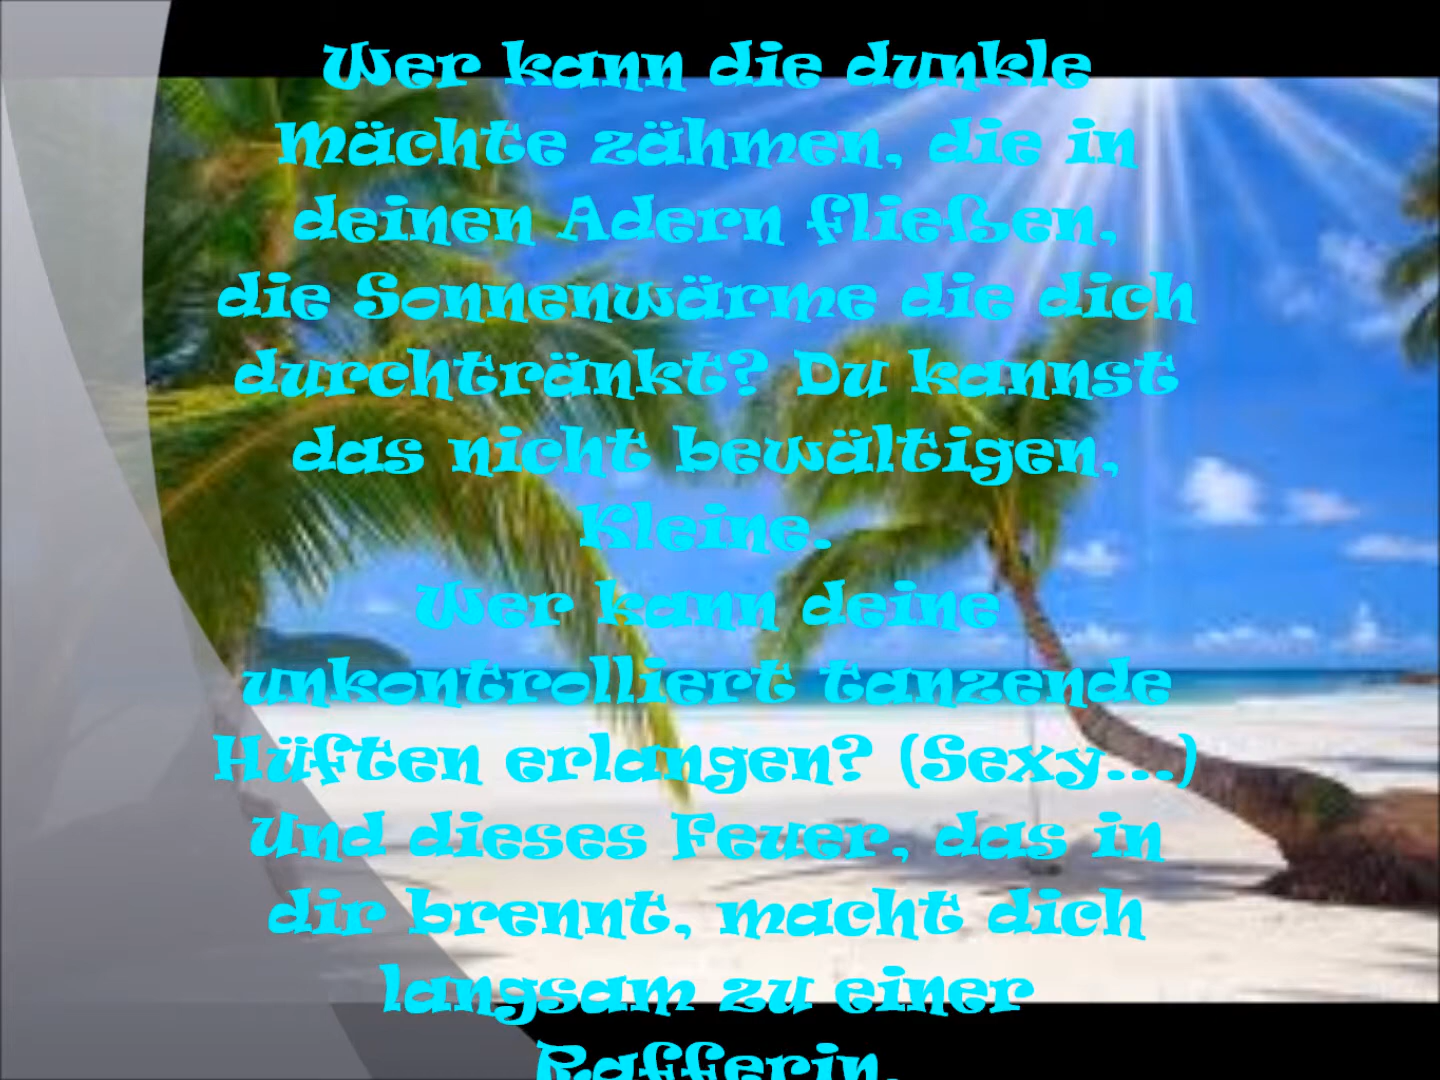 Wer kann die dunkle
Mächte zähmen, die in
deinen Adern fließen,
die Sonnenwärme die dich
durchtränkt? Du kannst
das nicht bewältigen,
Kleine.
Wer kann deine
unkontrolliert tanzende
Hüften erlangen? (Sexy...)
Und dieses Feuer, das in
dir brennt, macht dich
langsam zu einer
Rafferin.